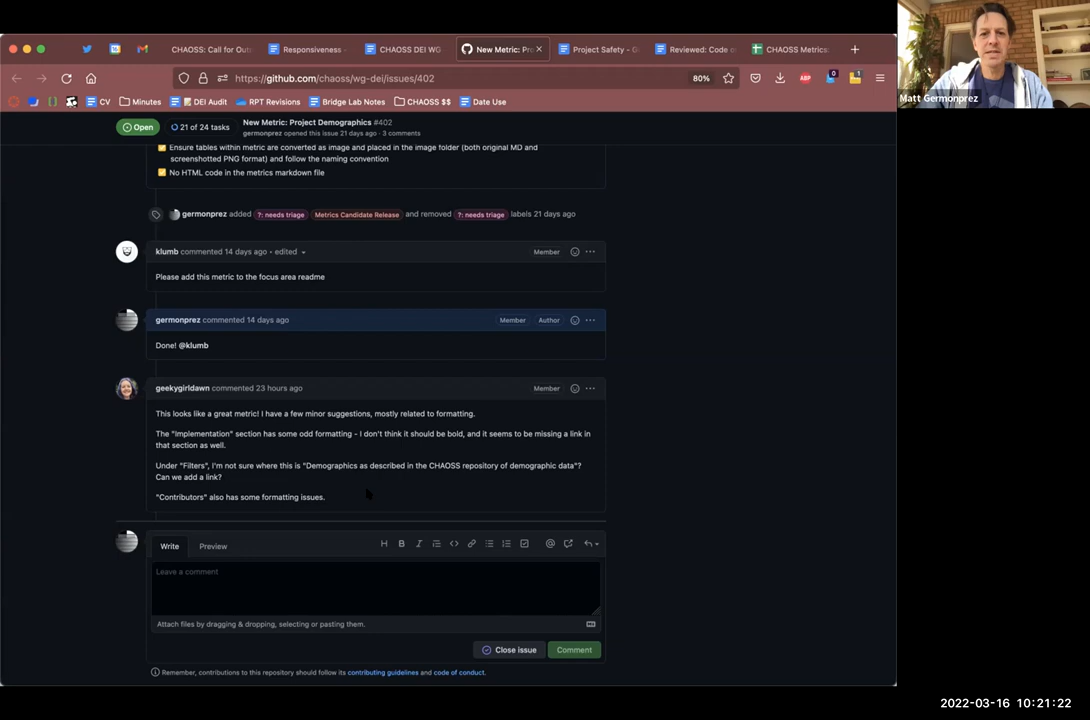 CHAOSS: Call for Out
Responsiveness -
CHAOSS DEI WG
New Metric: Pr
Project Safety - G
Reviewed: Code
CHAOSS Metrics:
https://github.com/chaoss/wg-dei/issues/402
80%
CV
Minutes
DEI Audit
RPT Revisions
Bridge Lab Notes
CHAOSS $$
Date Use
Matt Germonprez
Open
21 of 24 tasks
New Metric: Project Demographics #402
germonprez opened this issue 21 days ago · 3 comments
Ensure tables within metric are converted as image and placed in the image folder (both original MD and
screenshotted PNG format) and follow the naming convention
No HTML code in the metrics markdown file
germonprez added ?: needs triage Metrics Candidate Release and removed ?: needs triage labels 21 days ago
klumb commented 14 days ago · edited
Member
Please add this metric to the focus area readme
germonprez commented 14 days ago
Member
Author
Done! @klumb
geekygirldawn commented 23 hours ago
Member
This looks like a great metric! I have a few minor suggestions, mostly related to formatting.
The "Implementation" section has some odd formatting - I don't think it should be bold, and it seems to be missing a link in
that section as well.
Under "Filters", I'm not sure where this is "Demographics as described in the CHAOSS repository of demographic data"?
Can we add a link?
"Contributors" also has some formatting issues.
Write
Preview
Leave a comment
Attach files by dragging & dropping, selecting or pasting them.
Close issue
Comment
Remember, contributions to this repository should follow its contributing guidelines and code of conduct.
2022-03-16 10:21:22